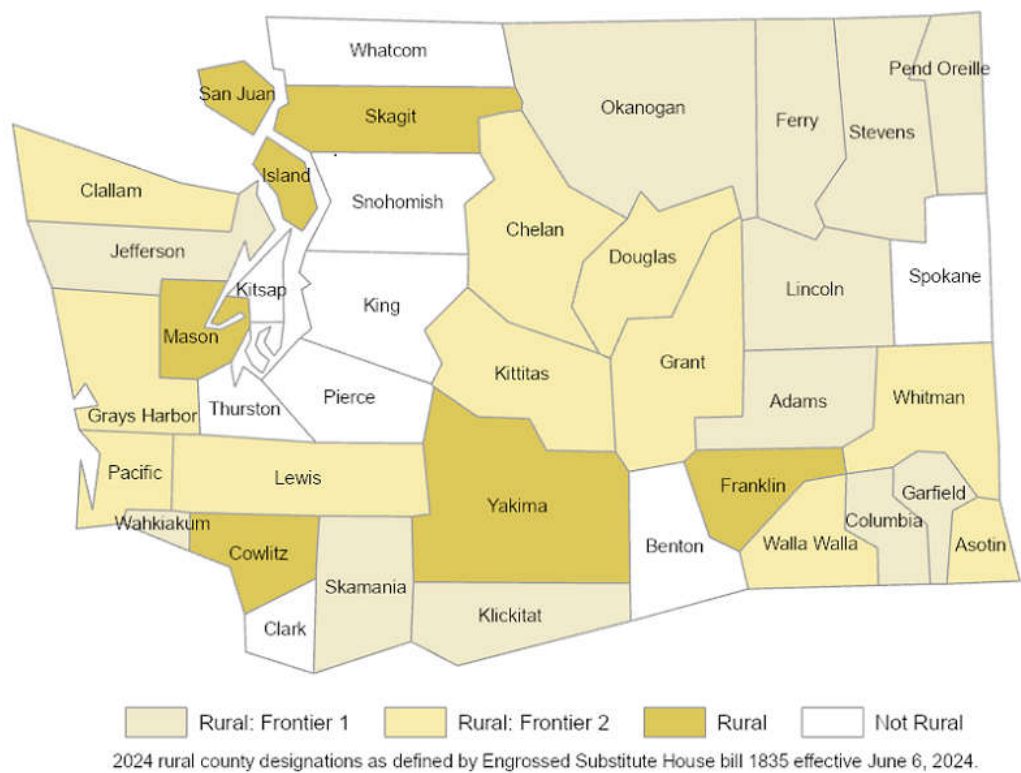 Whatcom
San Juan
Skagit
Okanogan
Ferry
Stevens
Pend Oreille
Island
Clallam
Snohomish
Chelan
Jefferson
Douglas
Kitsap
King
Lincoln
Spokane
Mason
Grays Harbor
Thurston
Pierce
Kittitas
Grant
Adams
Whitman
Pacific
Lewis
Yakima
Franklin
Garfield
Wahkiakum
Cowlitz
Skamania
Benton
Walla Walla
Columbia
Asotin
Clark
Klickitat
Rural: Frontier 1
Rural: Frontier 2
Rural
Not Rural
2024 rural county designations as defined by Engrossed Substitute House bill 1835 effective June 6, 2024.